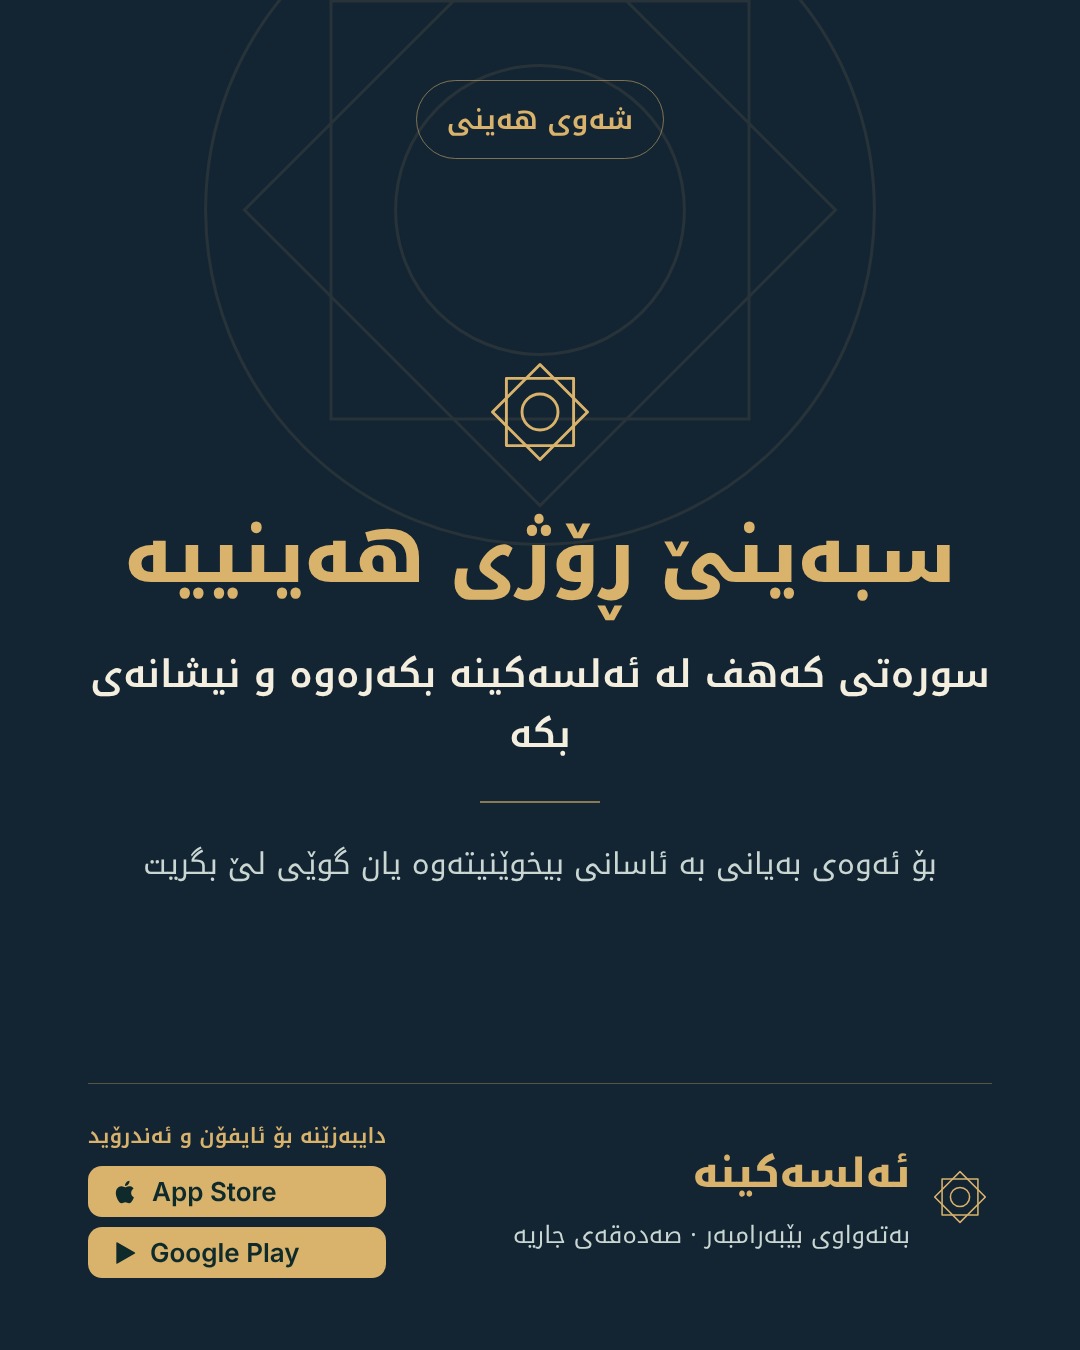 شەوی هەینی
سبەینێ ڕۆژی هەینییە
سورەتی کەهف لە ئەلسەکینە بکەرەوە و نیشانەی
بکە
بۆ ئەوەی بەیانی بە ئاسانی بیخوێنیتەوە یان گوێی لێ بگریت
ئەلسەکینە
بەتەواوی بێبەرامبەر · صەدەقەی جاریە
دایبەزێنە بۆ ئایفۆن و ئەندرۆید
App Store
Google Play